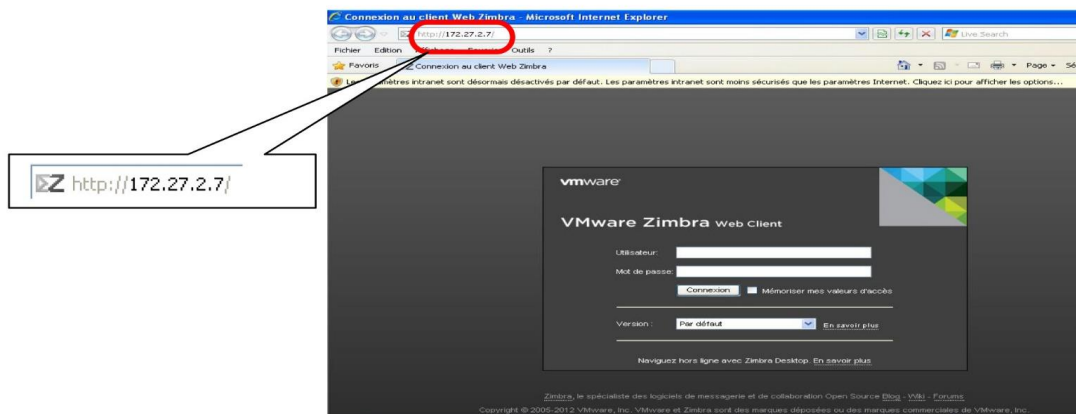 Connexion au client Web Zimbra - Microsoft Internet Explorer
http://172.27.2.7/
Live Search
Fichier Edition Affichage Favoris Outils ?
Favoris Connexion au client Web Zimbra
Page Sé
Les paramètres intranet sont désormais désactivés par défaut. Les paramètres intranet sont moins sécurisés que les paramètres Internet. Cliquez ici pour afficher les options...
http://172.27.2.7/
vmware
VMware Zimbra Web Client
Utilisateur:
Mot de passe:
Connexion Mémoriser mes valeurs d'accès
Version : Par défaut En savoir plus
Naviguez hors ligne avec Zimbra Desktop. En savoir plus
Zimbra, le spécialiste des logiciels de messagerie et de collaboration Open Source Blog - Wiki - Forums
Copyright © 2005-2012 VMware, Inc. VMware et Zimbra sont des marques déposées ou des marques commerciales de VMware, Inc.